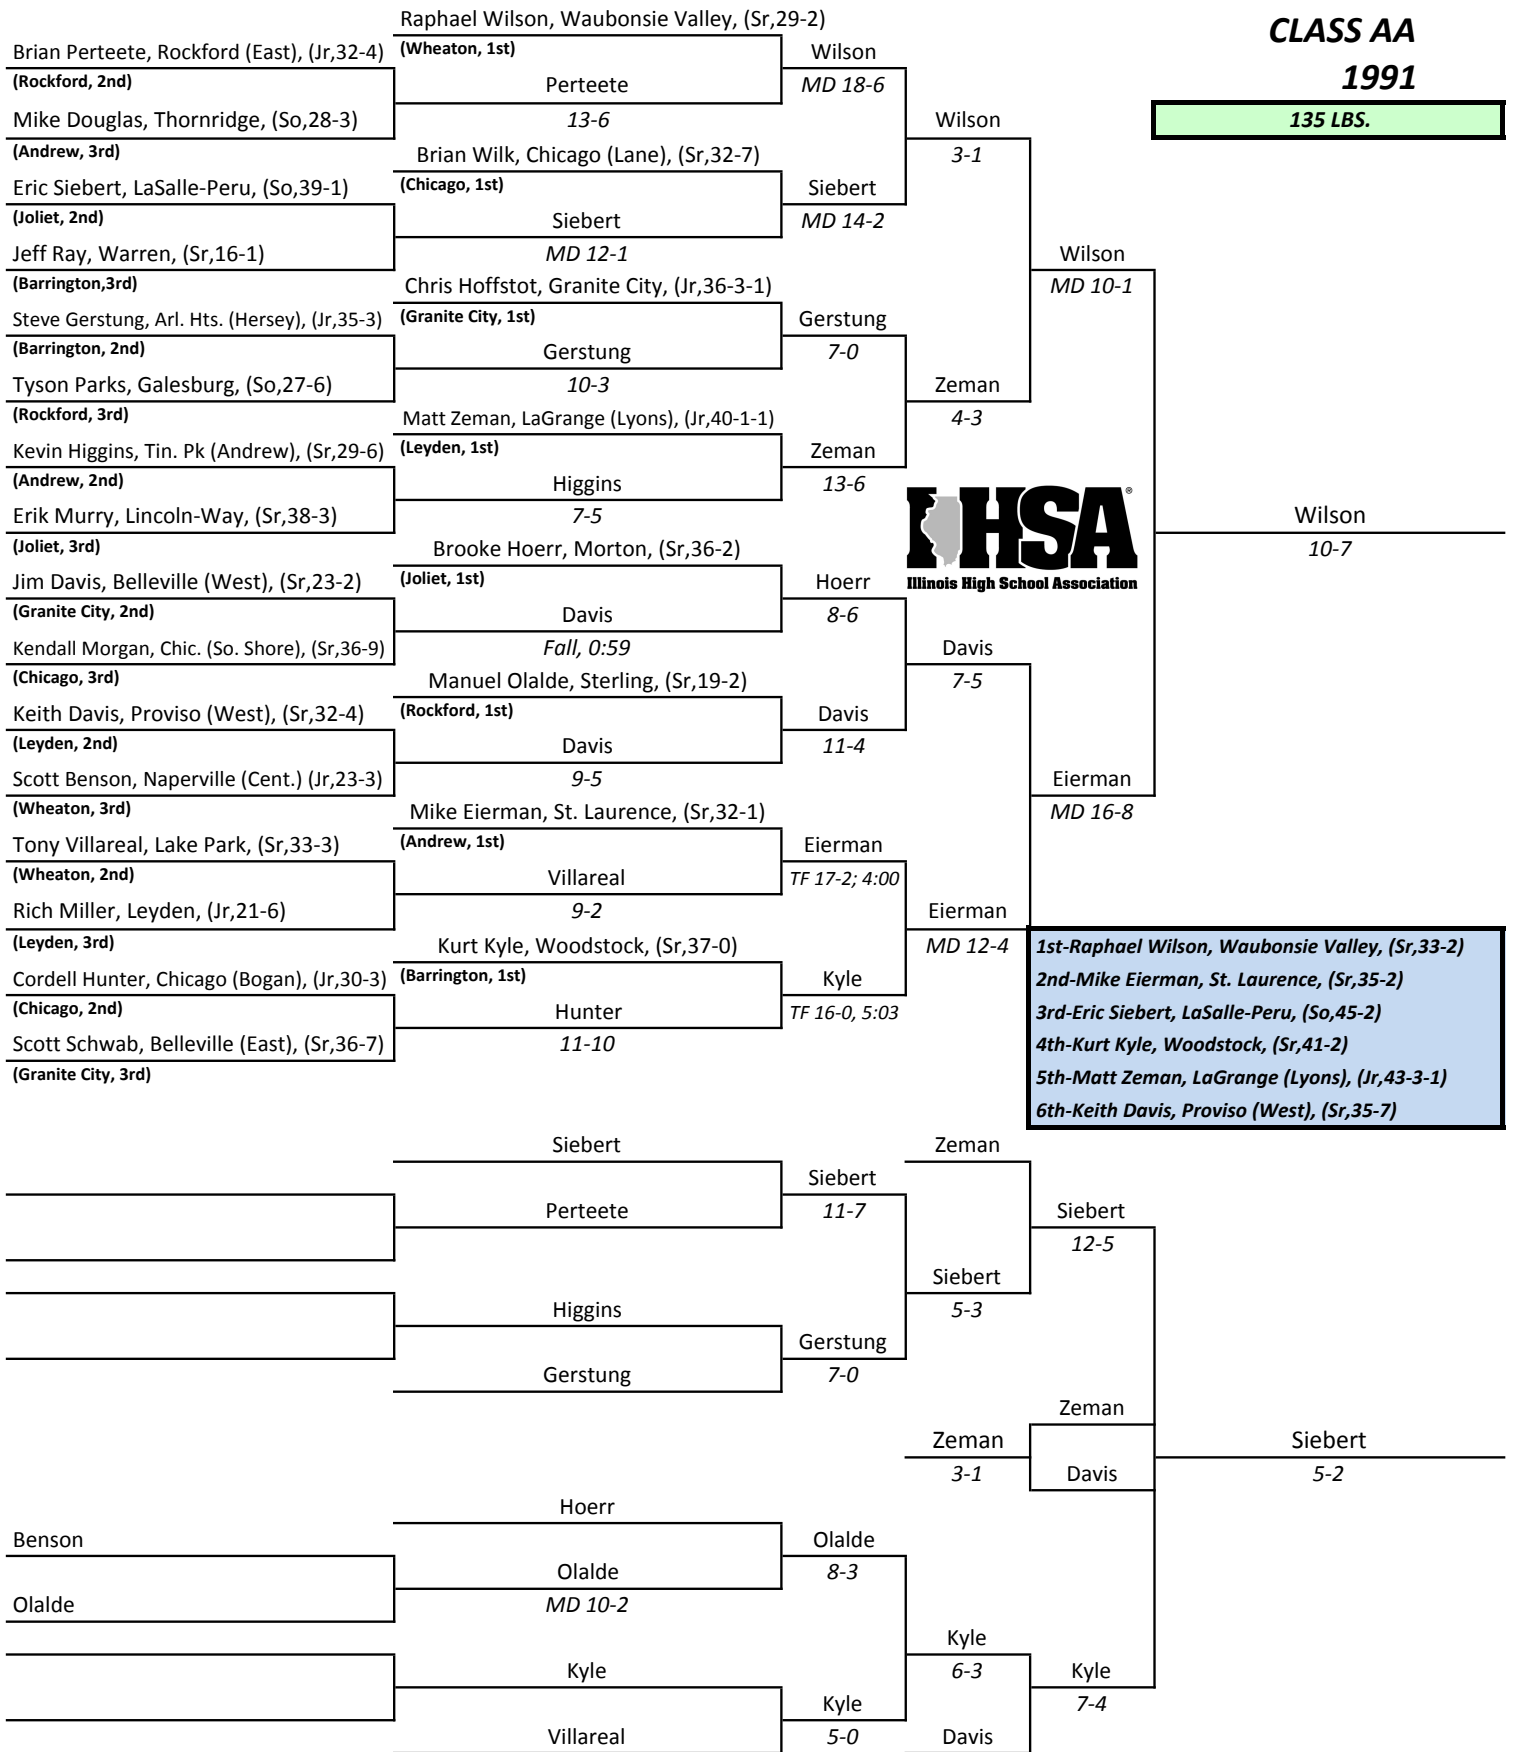 Raphael Wilson, Waubonsie Valley, (Sr,29-2)
CLASS AA
Brian Perteete, Rockford (East), (Jr,32-4)
(Wheaton, 1st)
Wilson
(Rockford, 2nd)
Perteete
MD 18-6
1991
Mike Douglas, Thornridge, (So,28-3)
13-6
Wilson
135 LBS.
(Andrew, 3rd)
Brian Wilk, Chicago (Lane), (Sr,32-7)
3-1
Eric Siebert, LaSalle-Peru, (So,39-1)
(Chicago, 1st)
Siebert
(Joliet, 2nd)
Siebert
MD 14-2
Jeff Ray, Warren, (Sr,16-1)
MD 12-1
Wilson
(Barrington,3rd)
Chris Hoffstot, Granite City, (Jr,36-3-1)
MD 10-1
Steve Gerstung, Arl. Hts. (Hersey), (Jr,35-3)
(Granite City, 1st)
Gerstung
(Barrington, 2nd)
Gerstung
7-0
Tyson Parks, Galesburg, (So,27-6)
10-3
Zeman
(Rockford, 3rd)
Matt Zeman, LaGrange (Lyons), (Jr,40-1-1)
4-3
Kevin Higgins, Tin. Pk (Andrew), (Sr,29-6)
(Leyden, 1st)
Zeman
(Andrew, 2nd)
Higgins
13-6
IHSA®
Erik Murry, Lincoln-Way, (Sr,38-3)
7-5
Wilson
(Joliet, 3rd)
Brooke Hoerr, Morton, (Sr,36-2)
10-7
Jim Davis, Belleville (West), (Sr,23-2)
(Joliet, 1st)
Hoerr
Illinois High School Association
(Granite City, 2nd)
Davis
8-6
Kendall Morgan, Chic. (So. Shore), (Sr,36-9)
Fall, 0:59
Davis
(Chicago, 3rd)
Manuel Olalde, Sterling, (Sr,19-2)
7-5
Keith Davis, Proviso (West), (Sr,32-4)
(Rockford, 1st)
Davis
(Leyden, 2nd)
Davis
11-4
Scott Benson, Naperville (Cent.) (Jr,23-3)
9-5
Eierman
(Wheaton, 3rd)
Mike Eierman, St. Laurence, (Sr,32-1)
MD 16-8
Tony Villareal, Lake Park, (Sr,33-3)
(Andrew, 1st)
Eierman
(Wheaton, 2nd)
Villareal
TF 17-2; 4:00
Rich Miller, Leyden, (Jr,21-6)
9-2
Eierman
(Leyden, 3rd)
Kurt Kyle, Woodstock, (Sr,37-0)
MD 12-4
1st-Raphael Wilson, Waubonsie Valley, (Sr,33-2)
Cordell Hunter, Chicago (Bogan), (Jr,30-3)
(Barrington, 1st)
Kyle
2nd-Mike Eierman, St. Laurence, (Sr,35-2)
(Chicago, 2nd)
Hunter
TF 16-0, 5:03
3rd-Eric Siebert, LaSalle-Peru, (So,45-2)
Scott Schwab, Belleville (East), (Sr,36-7)
11-10
4th-Kurt Kyle, Woodstock, (Sr,41-2)
(Granite City, 3rd)
5th-Matt Zeman, LaGrange (Lyons), (Jr,43-3-1)
6th-Keith Davis, Proviso (West), (Sr,35-7)
Siebert
Zeman
Siebert
Perteete
11-7
Siebert
12-5
Siebert
Higgins
5-3
Gerstung
Gerstung
7-0
Zeman
Zeman
Siebert
3-1
Davis
5-2
Hoerr
Benson
Olalde
Olalde
8-3
Olalde
MD 10-2
Kyle
Kyle
6-3
Kyle
Kyle
7-4
Villareal
5-0
Davis